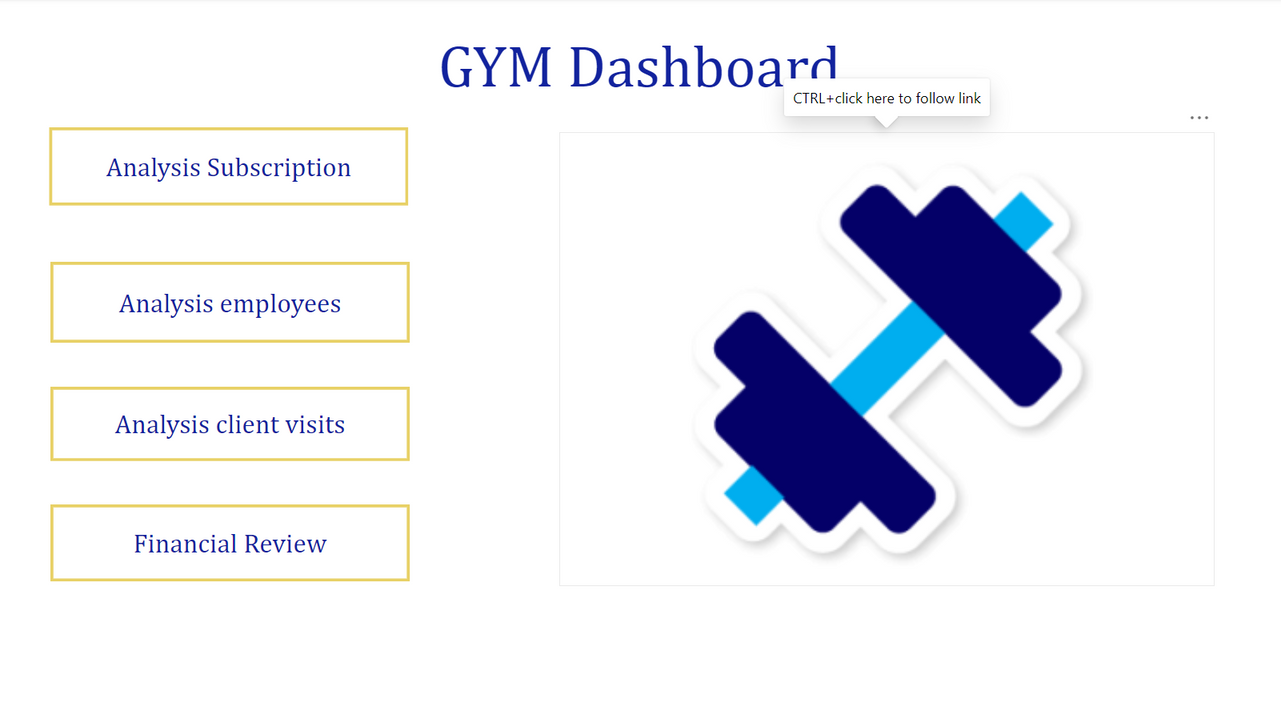 GYM Dashboard
CTRL+click here to follow link
Analysis Subscription
Analysis employees
Analysis client visits
Financial Review